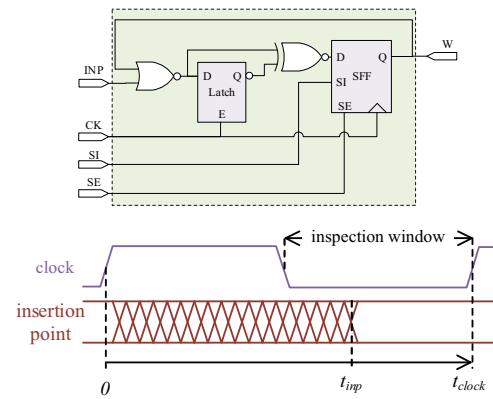 W
INP
D Q
D Q
SFF
Latch
SI
E
SE
CK
SI
SE
inspection window
clock
insertion
point
0
t_inp
t_clock